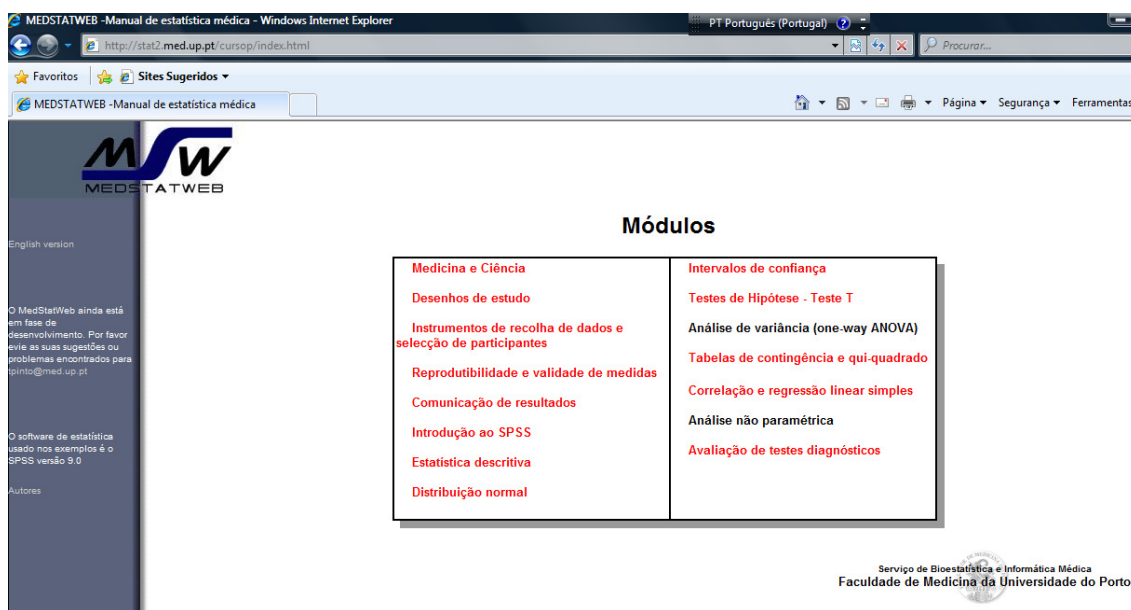 MEDSTATWEB -Manual de estatística médica - Windows Internet Explorer
PT Português (Portugal)
http://stat2.med.up.pt/cursop/index.html
Procurar...
Favoritos
Sites Sugeridos
MEDSTATWEB -Manual de estatística médica
Página
Segurança
Ferramentas
MSW
MEDSTATWEB
English version
O MedStatWeb ainda está
em fase de
desenvolvimento. Por favor
evie as suas sugestões ou
problemas encontrados para
tpinto@med.up.pt
O software de estatística
usado nos exemplos é o
SPSS versão 9.0
Autores
Módulos
Medicina e Ciência
Desenhos de estudo
Instrumentos de recolha de dados e
selecção de participantes
Reprodutibilidade e validade de medidas
Comunicação de resultados
Introdução ao SPSS
Estatística descritiva
Distribuição normal
Intervalos de confiança
Testes de Hipótese - Teste T
Análise de variância (one-way ANOVA)
Tabelas de contingência e qui-quadrado
Correlação e regressão linear simples
Análise não paramétrica
Avaliação de testes diagnósticos
Serviço de Bioestatística e Informática Médica
Faculdade de Medicina da Universidade do Porto